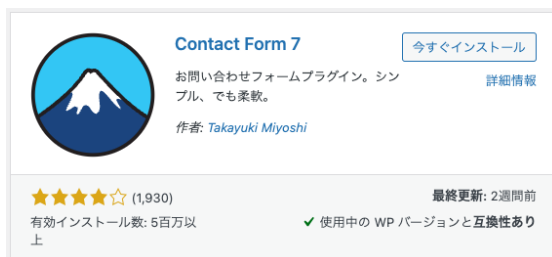 Contact Form 7
今すぐインストール
お問い合わせフォームプラグイン。シン
プル、でも柔軟。
詳細情報
作者: Takayuki Miyoshi
(1,930)
最終更新: 2週間前
有効インストール数: 5百万以
上
使用中の WP バージョンと互換性あり